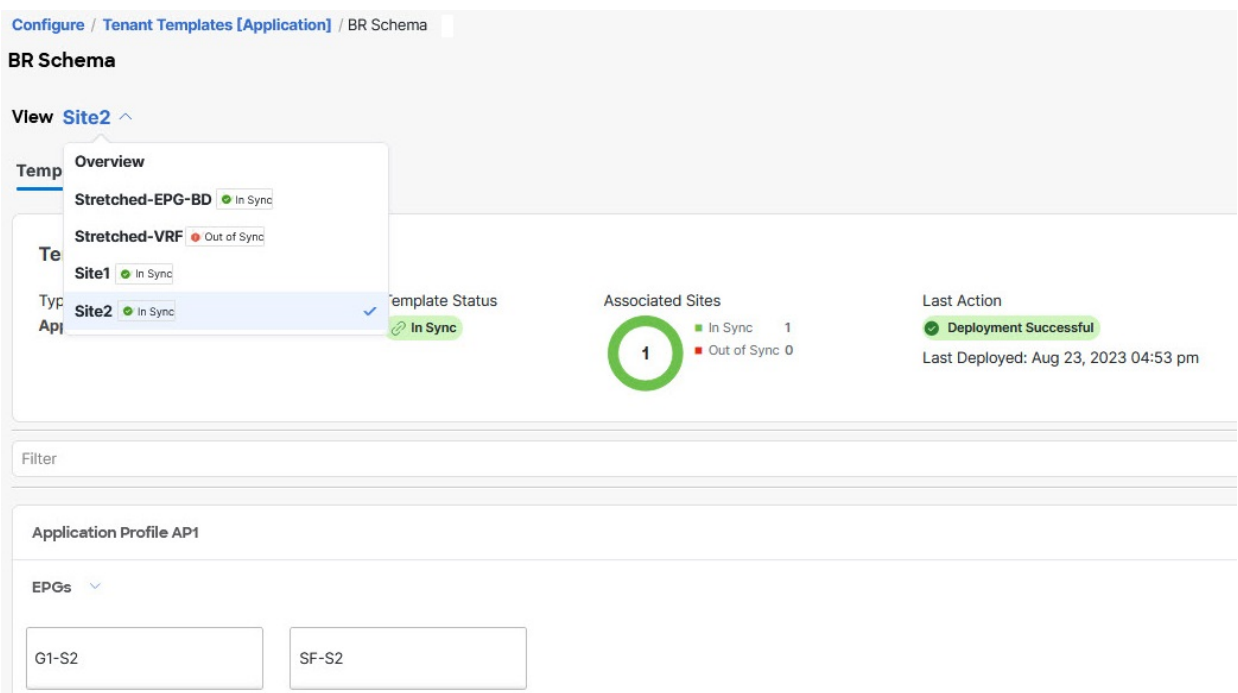 Configure / Tenant Templates [Application] / BR Schema
BR Schema
View Site2
Overview
Temp
Stretched-EPG-BD In Sync
Stretched-VRF Out of Sync
Te
Site1 In Sync
Typ
Site2 In Sync
Template Status
Associated Sites
Last Action
App
In Sync
1
In Sync 1
Out of Sync 0
Deployment Successful
Last Deployed: Aug 23, 2023 04:53 pm
Filter
Application Profile AP1
EPGs
G1-S2
SF-S2